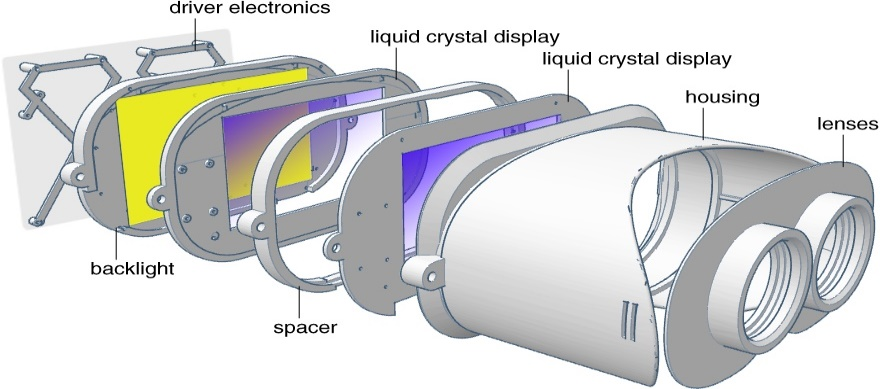 driver electronics
liquid crystal display
liquid crystal display
housing
lenses
backlight
spacer